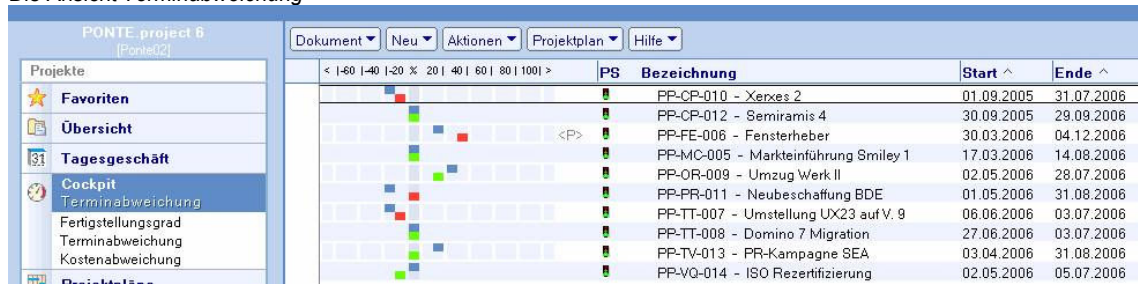 Die Ansicht Terminabweichung
PONTE.project 6
[Ponte02]
Dokument Neu Aktionen Projektplan Hilfe
Projekte
Favoriten
Übersicht
31 Tagesgeschäft
Cockpit
Terminabweichung
Fertigstellungsgrad
Terminabweichung
Kostenabweichung
Projektpläne
< |-60 |-40 |-20 % 20| 40| 60| 80| 100| > PS Bezeichnung Start ^ Ende ^
PP-CP-010 - Xerxes 2 01.09.2005 31.07.2006
PP-CP-012 - Semiramis 4 30.09.2005 29.09.2006
<P> PP-FE-006 - Fensterheber 30.03.2006 04.12.2006
PP-MC-005 - Markteinführung Smiley 1 17.03.2006 14.08.2006
PP-OR-009 - Umzug Werk II 02.05.2006 28.07.2006
PP-PR-011 - Neubeschaffung BDE 01.05.2006 31.08.2006
PP-TT-007 - Umstellung UX23 auf V. 9 06.06.2006 03.07.2006
PP-TT-008 - Domino 7 Migration 27.06.2006 03.07.2006
PP-TV-013 - PR-Kampagne SEA 03.04.2006 31.08.2006
PP-VQ-014 - ISO Rezertifizierung 02.05.2006 05.07.2006